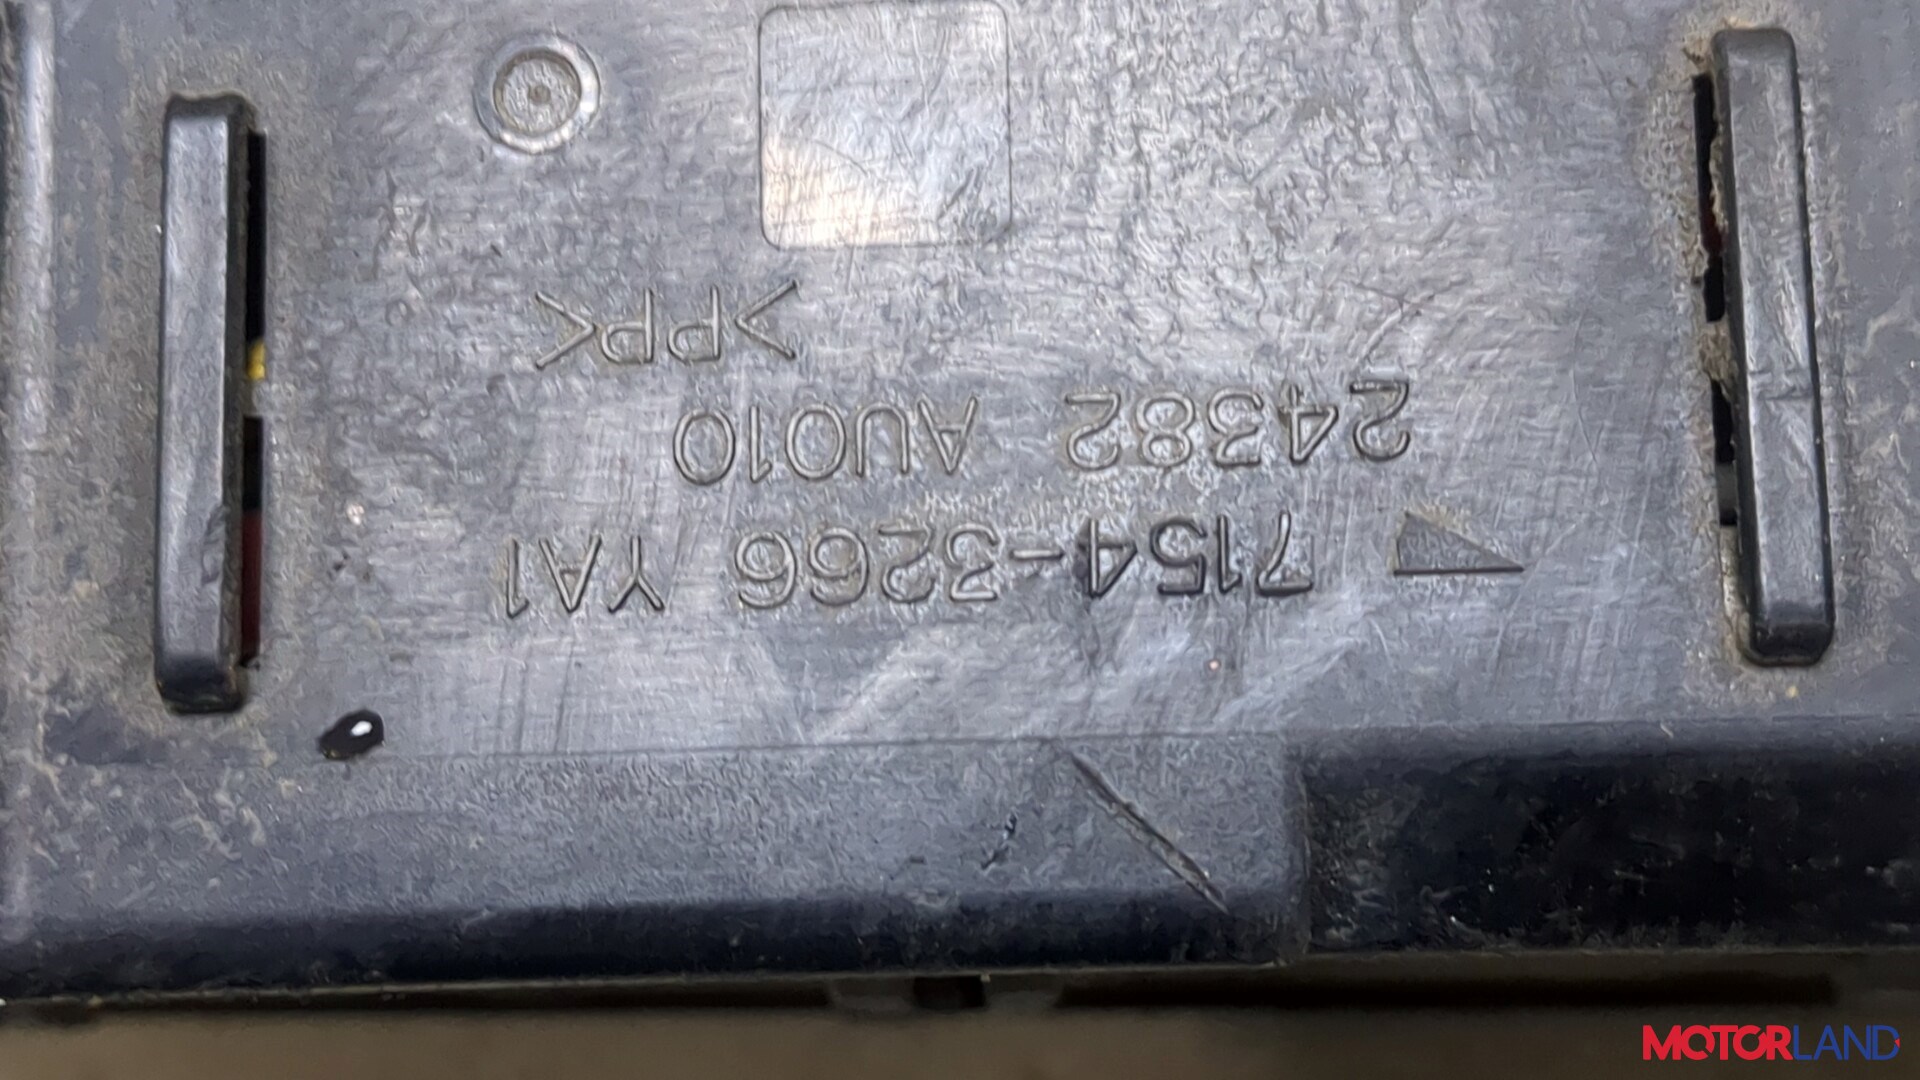 7154-3266 YA1
24382 AU010
>PP<
MOTORLAND